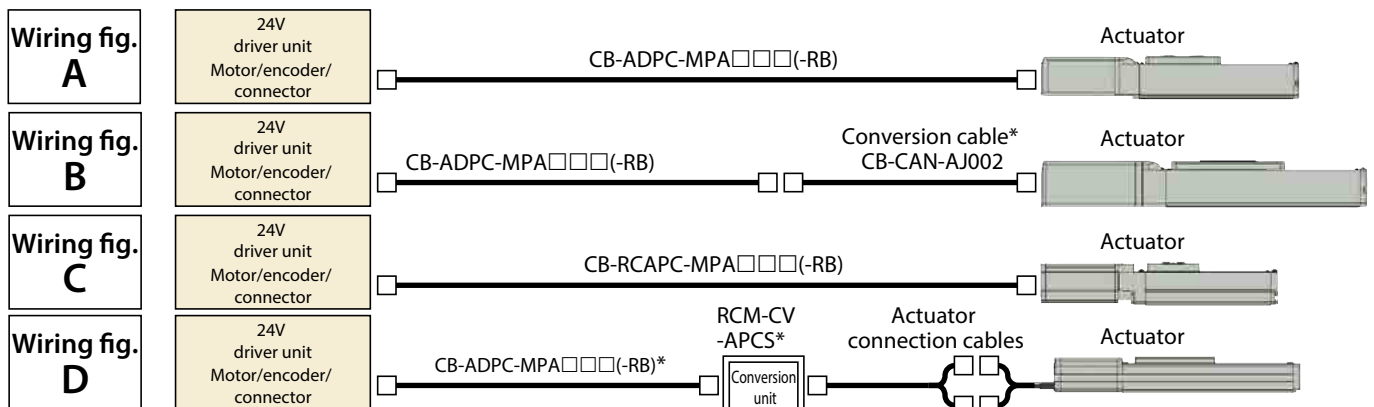 Wiring fig.
A
24V
driver unit
Motor/encoder/
connector
CB-ADPC-MPA□□□(-RB)
Actuator
Wiring fig.
B
24V
driver unit
Motor/encoder/
connector
CB-ADPC-MPA□□□(-RB)
Conversion cable*
CB-CAN-AJ002
Actuator
Wiring fig.
C
24V
driver unit
Motor/encoder/
connector
CB-RCAPC-MPA□□□(-RB)
Actuator
Wiring fig.
D
24V
driver unit
Motor/encoder/
connector
CB-ADPC-MPA□□□(-RB)*
RCM-CV
-APCS*
Conversion
unit
Actuator
connection cables
Actuator